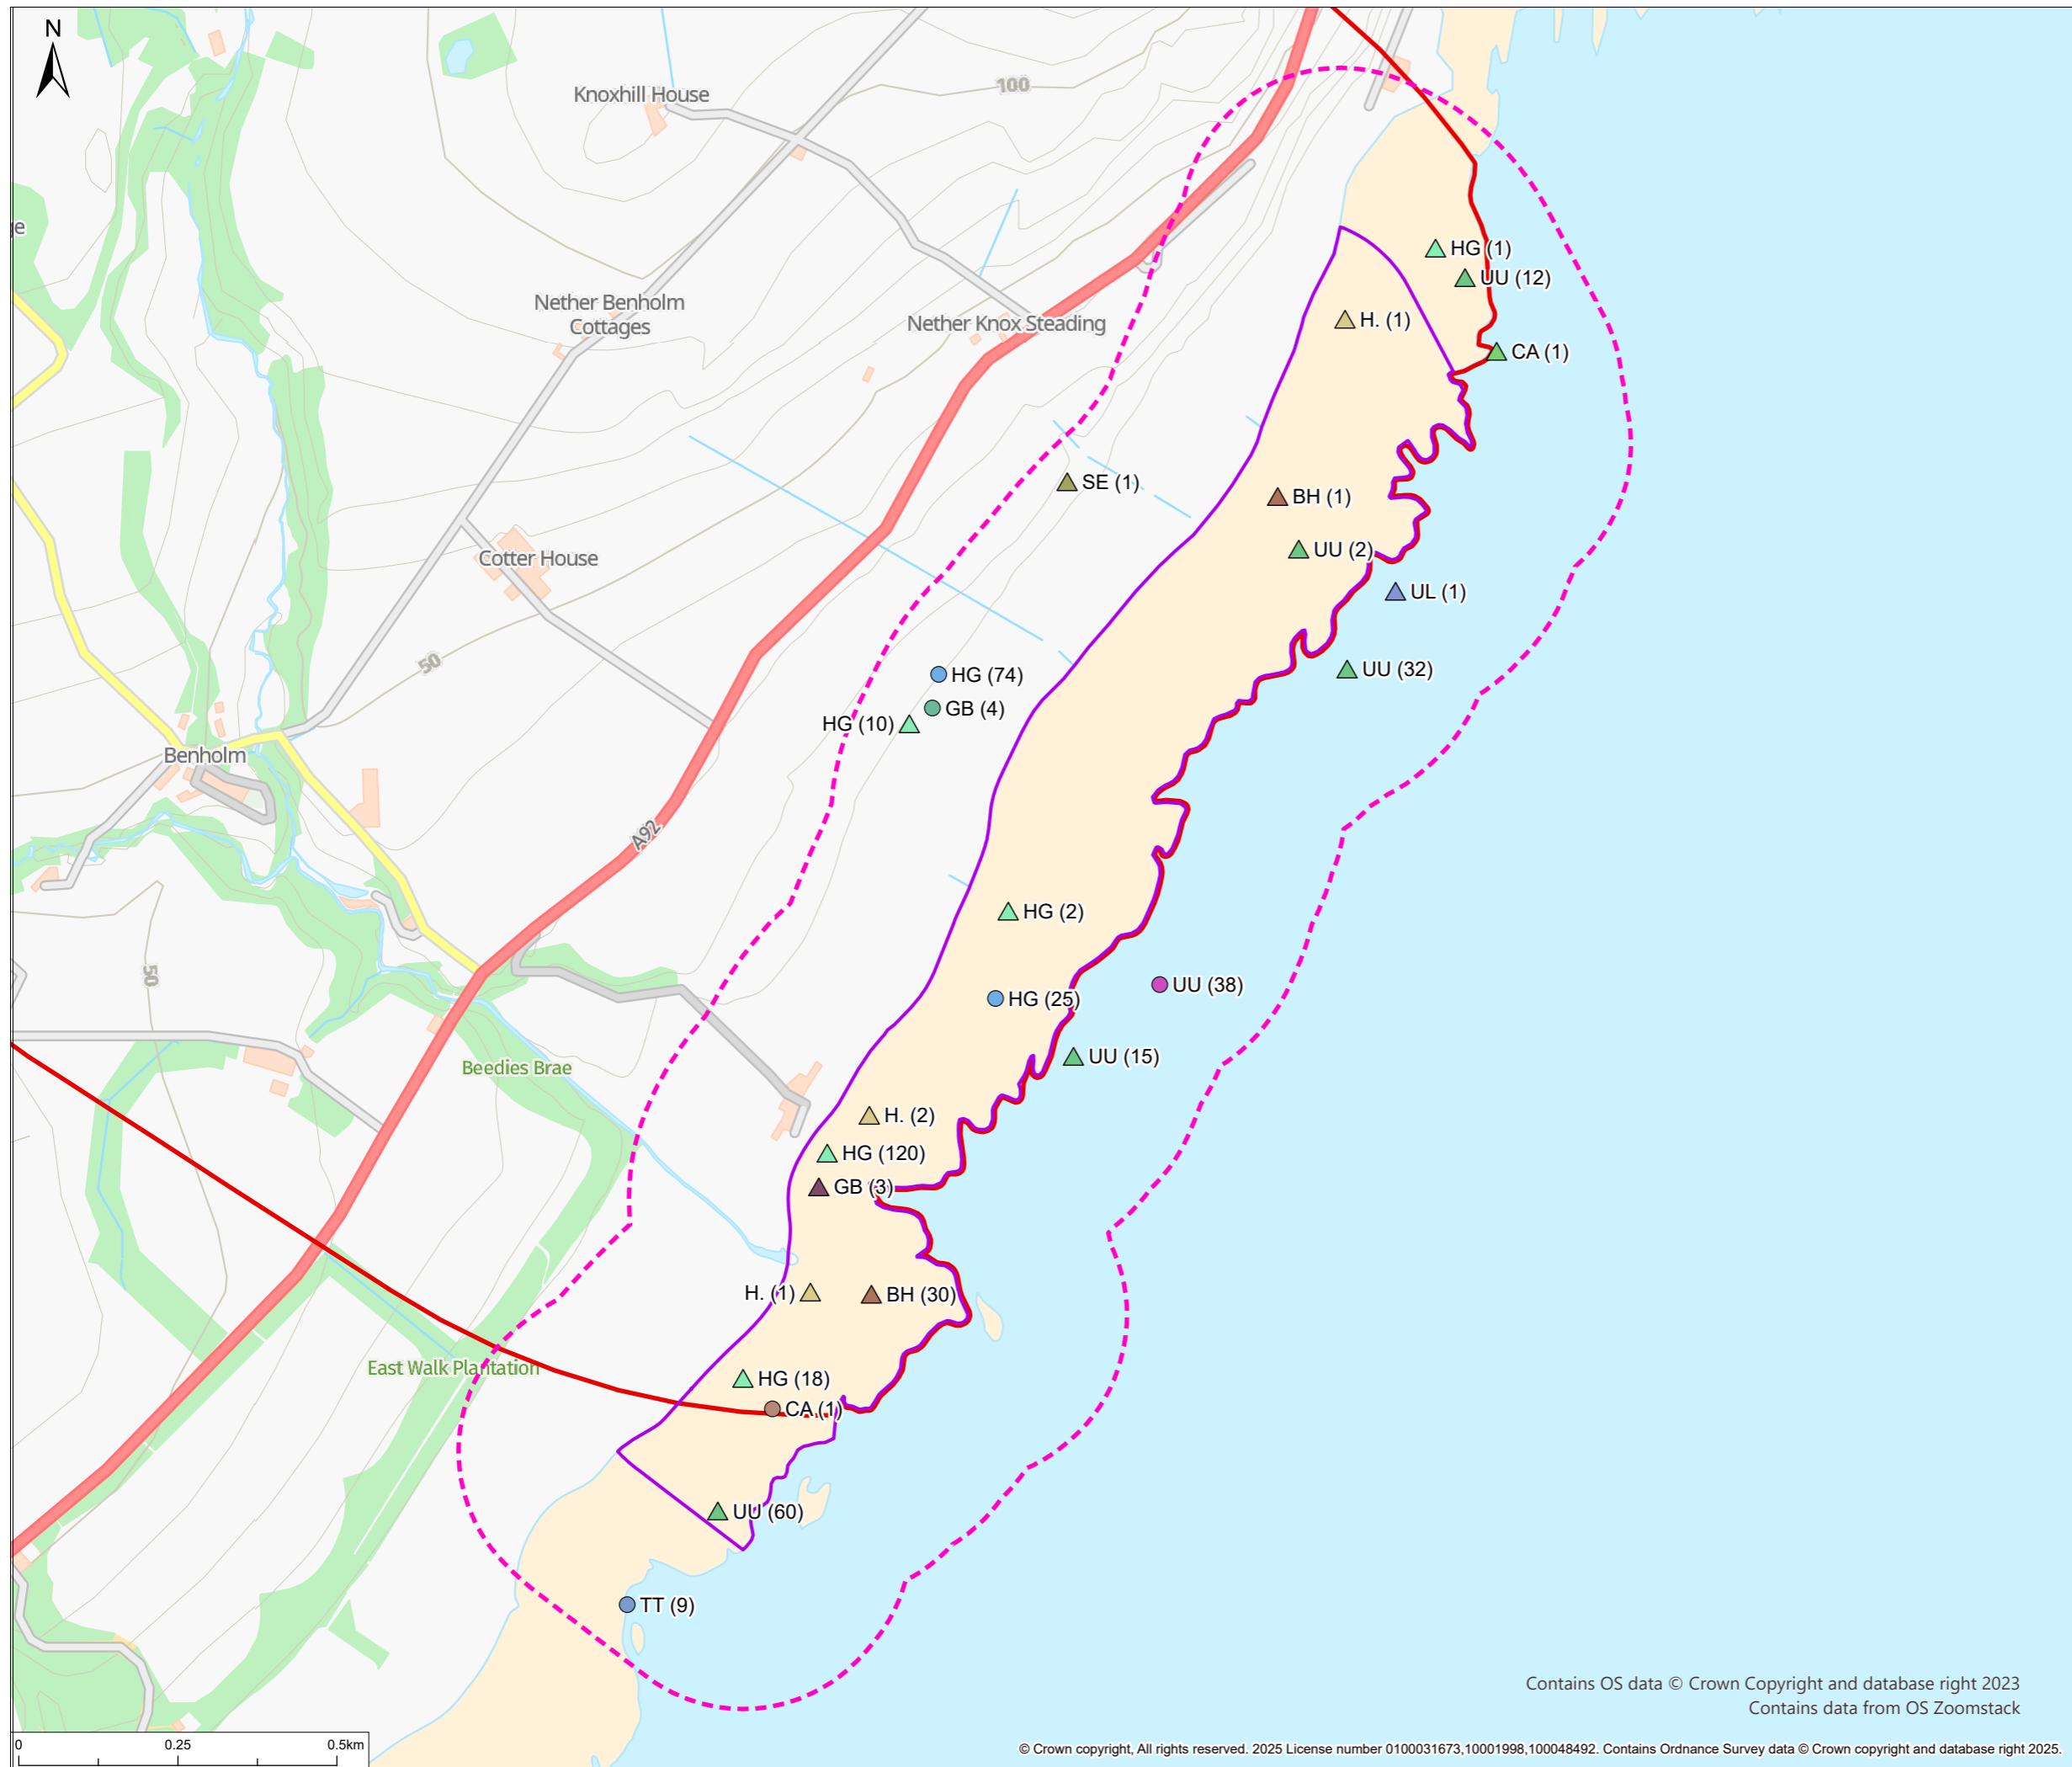 N
100
Knoxhill House
ge
HG (1)
UU (12)
Nether Benholm
Cottages
Nether Knox Steading
H. (1)
CA (1)
SE (1)
BH (1)
UU (2)
Cotter House
UL (1)
50
HG (74)
UU (32)
GB (4)
HG (10)
Benholm
A92
HG (2)
50
UU (38)
HG (25)
UU (15)
Beedies Brae
H. (2)
HG (120)
GB (3)
H. (1)
BH (30)
East Walk Plantation
HG (18)
CA (1)
UU (60)
TT (9)
Contains OS data © Crown Copyright and database right 2023
Contains data from OS Zoomstack
0 0.25 0.5km
© Crown copyright, All rights reserved. 2025 License number 0100031673,10001998,100048492. Contains Ordnance Survey data © Crown copyright and database right 2025.